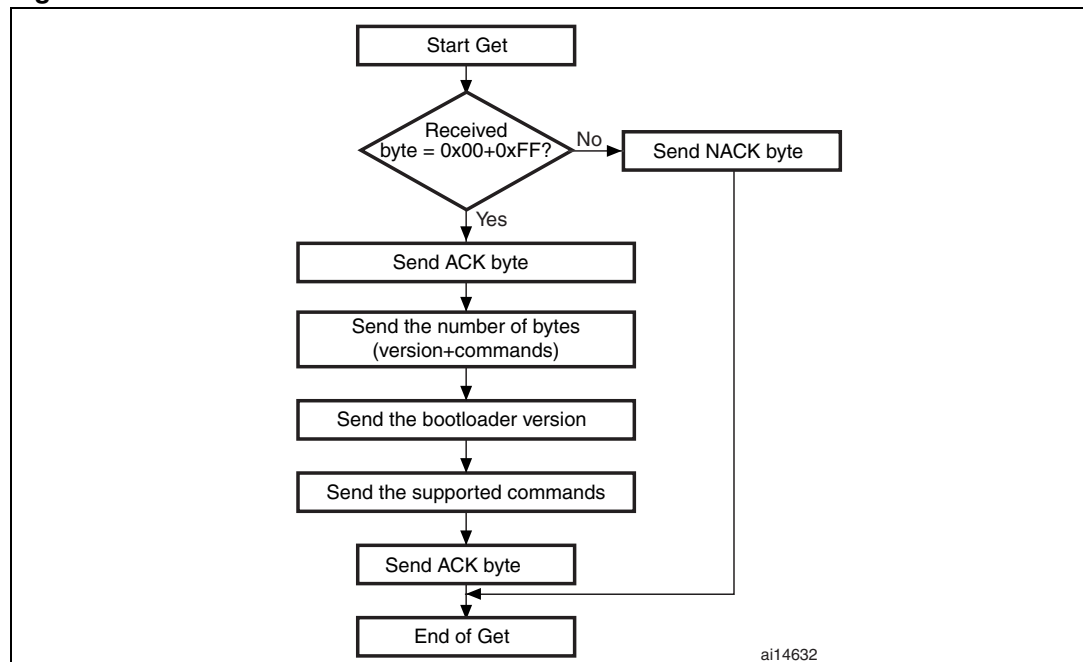 Start Get
Received
byte = 0x00+0xFF?
No
Send NACK byte
Yes
Send ACK byte
Send the number of bytes
(version+commands)
Send the bootloader version
Send the supported commands
Send ACK byte
End of Get
ai14632